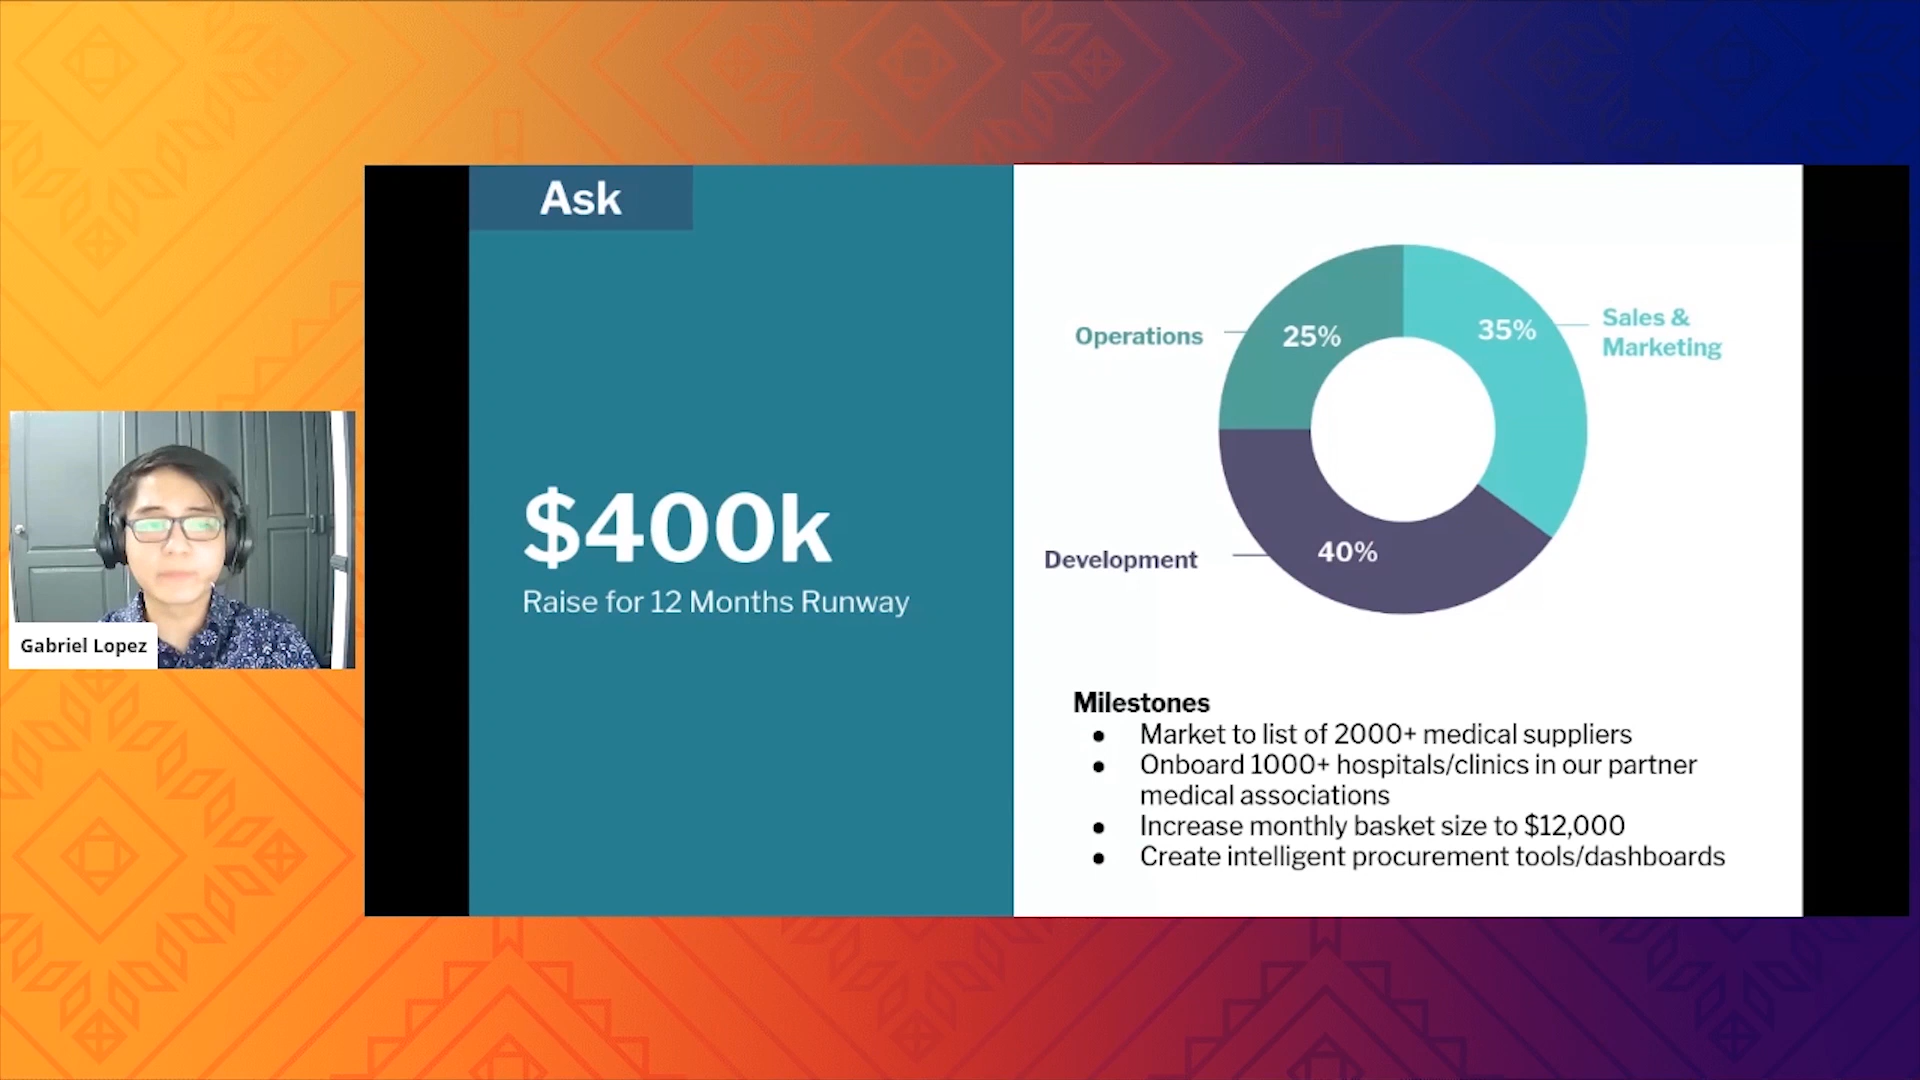 Ask
$400k
Raise for 12 Months Runway
Operations
25%
35%
Sales &
Marketing
Development
40%
Milestones
● Market to list of 2000+ medical suppliers
● Onboard 1000+ hospitals/clinics in our partner
medical associations
● Increase monthly basket size to $12,000
● Create intelligent procurement tools/dashboards
Gabriel Lopez